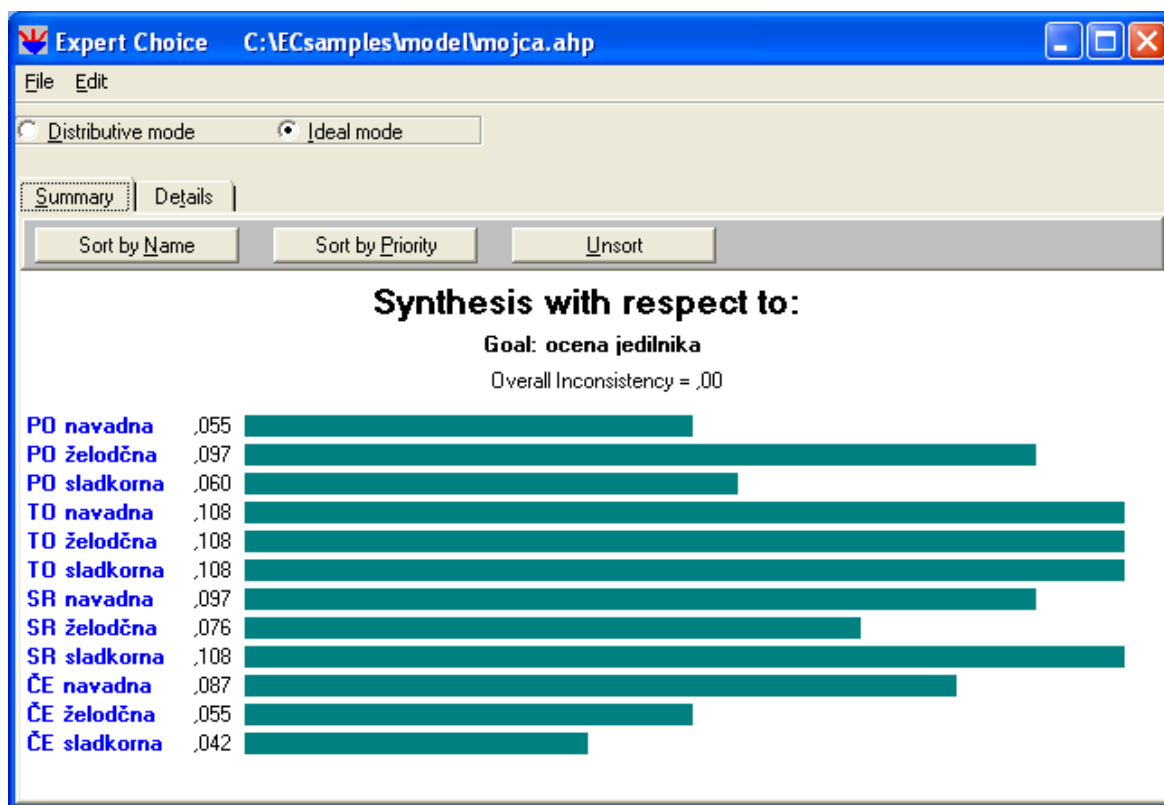 Expert Choice C:\ECsamples\model\mojca.ahp
File Edit
Distributive mode Ideal mode
Summary Details
Sort by Name Sort by Priority Unsort
Synthesis with respect to:
Goal: ocena jedilnika
Overall Inconsistency = ,00
PO navadna ,055
PO želodčna ,097
PO sladkorna ,060
TO navadna ,108
TO želodčna ,108
TO sladkorna ,108
SR navadna ,097
SR želodčna ,076
SR sladkorna ,108
ČE navadna ,087
ČE želodčna ,055
ČE sladkorna ,042